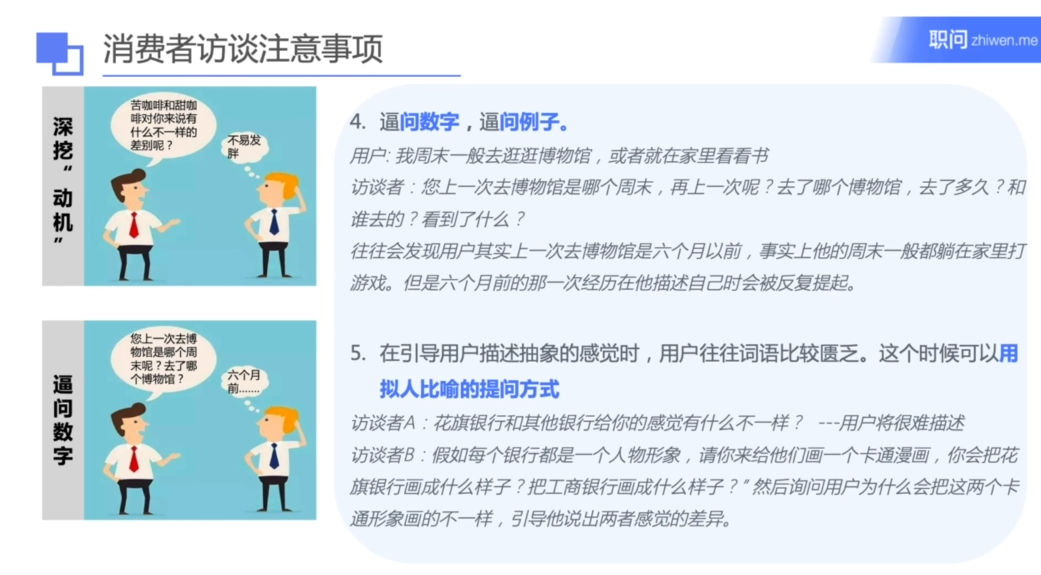 消费者访谈注意事项
职问 zhiwen.me
深挖“动机”
苦咖啡和甜咖
啡对你来说有
什么不一样的
差别呢？
不易发
胖
逼问数字
您上一次去博
物馆是哪个周
末呢？去了哪
个博物馆？
六个月
前.......
4. 逼问数字，逼问例子。
用户: 我周末一般去逛逛博物馆，或者就在家里看看书
访谈者：您上一次去博物馆是哪个周末，再上一次呢？去了哪个博物馆，去了多久？和
谁去的？看到了什么？
往往会发现用户其实上一次去博物馆是六个月以前，事实上他的周末一般都躺在家里打
游戏。但是六个月前的那一次经历在他描述自己时会被反复提起。
5. 在引导用户描述抽象的感觉时，用户往往词语比较匮乏。这个时候可以用
拟人比喻的提问方式
访谈者A：花旗银行和其他银行给你的感觉有什么不一样？ ---用户将很难描述
访谈者B：假如每个银行都是一个人物形象，请你来给他们画一个卡通漫画，你会把花
旗银行画成什么样子？把工商银行画成什么样子？”然后询问用户为什么会把这两个卡
通形象画的不一样，引导他说出两者感觉的差异。